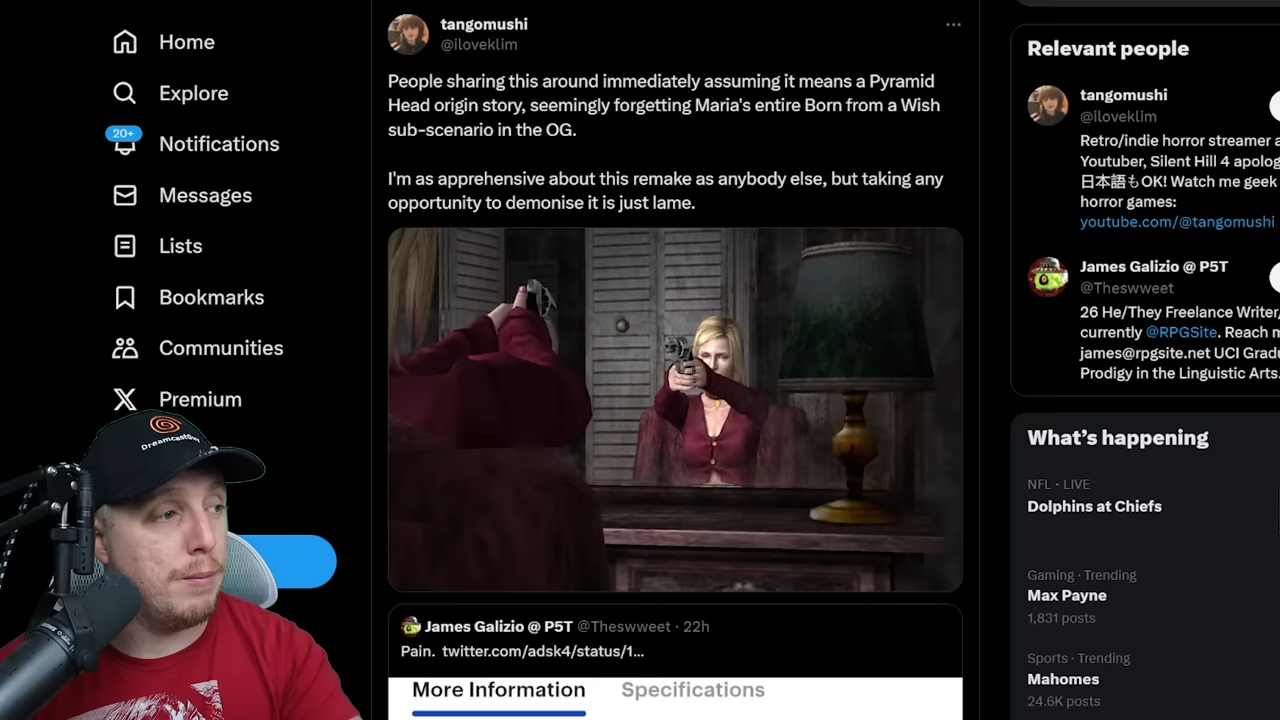 Home
Explore
20+
Notifications
Messages
Lists
Bookmarks
Communities
Premium
Dreamcast
tangomushi
@iloveklim
People sharing this around immediately assuming it means a Pyramid
Head origin story, seemingly forgetting Maria's entire Born from a Wish
sub-scenario in the OG.
I'm as apprehensive about this remake as anybody else, but taking any
opportunity to demonise it is just lame.
James Galizio @ P5T @Theswweet · 22h
Pain. twitter.com/adsk4/status/1...
More Information
Specifications
Relevant people
tangomushi
@iloveklim
Retro/indie horror streamer a
Youtuber, Silent Hill 4 apolog
日本語もOK! Watch me geek
horror games:
youtube.com/@tangomushi
James Galizio @ P5T
@Theswweet
26 He/They Freelance Writer,
currently @RPGSite. Reach m
james@rpgsite.net UCI Gradu
Prodigy in the Linguistic Arts.
What's happening
NFL · LIVE
Dolphins at Chiefs
Gaming · Trending
Max Payne
1,831 posts
Sports · Trending
Mahomes
24.6K posts